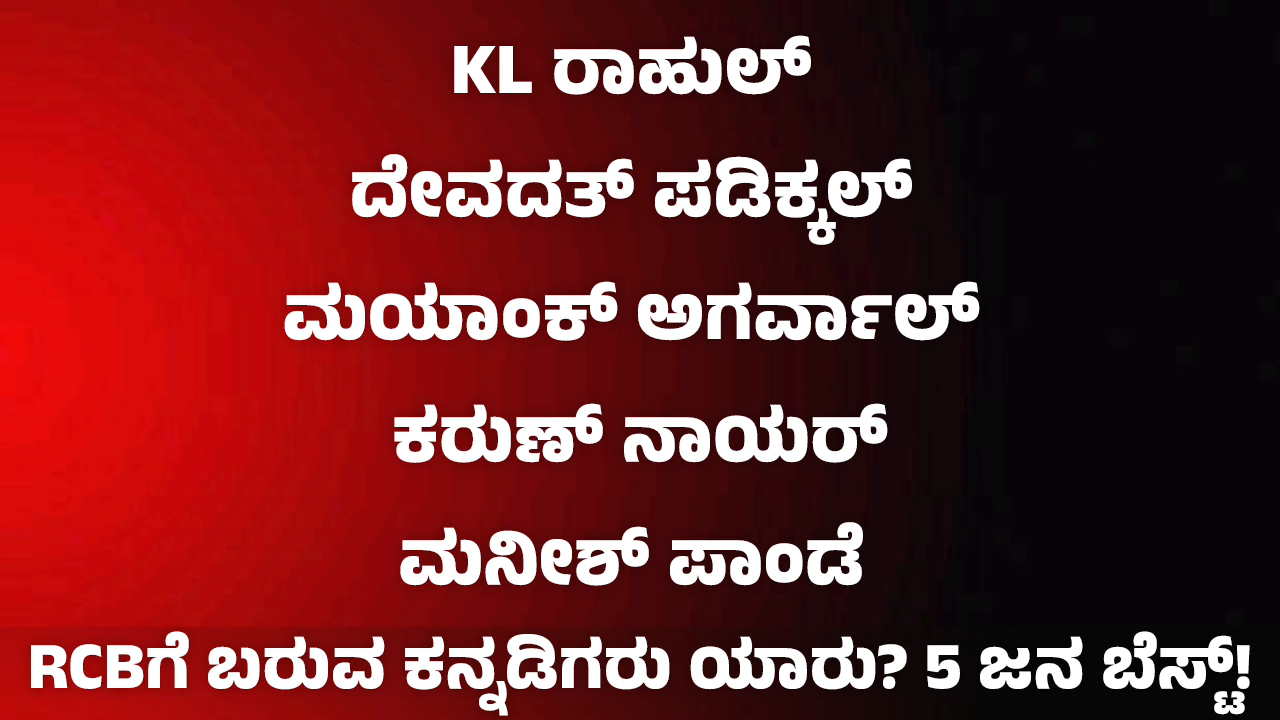 KL ರಾಹುಲ್
ದೇವದತ್ ಪಡಿಕ್ಕಲ್
ಮಯಾಂಕ್ ಅಗರ್ವಾಲ್
ಕರುಣ್ ನಾಯರ್
ಮನೀಶ್ ಪಾಂಡೆ
RCBಗೆ ಬರುವ ಕನ್ನಡಿಗರು ಯಾರು? 5 ಜನ ಬೆಸ್ಟ್!